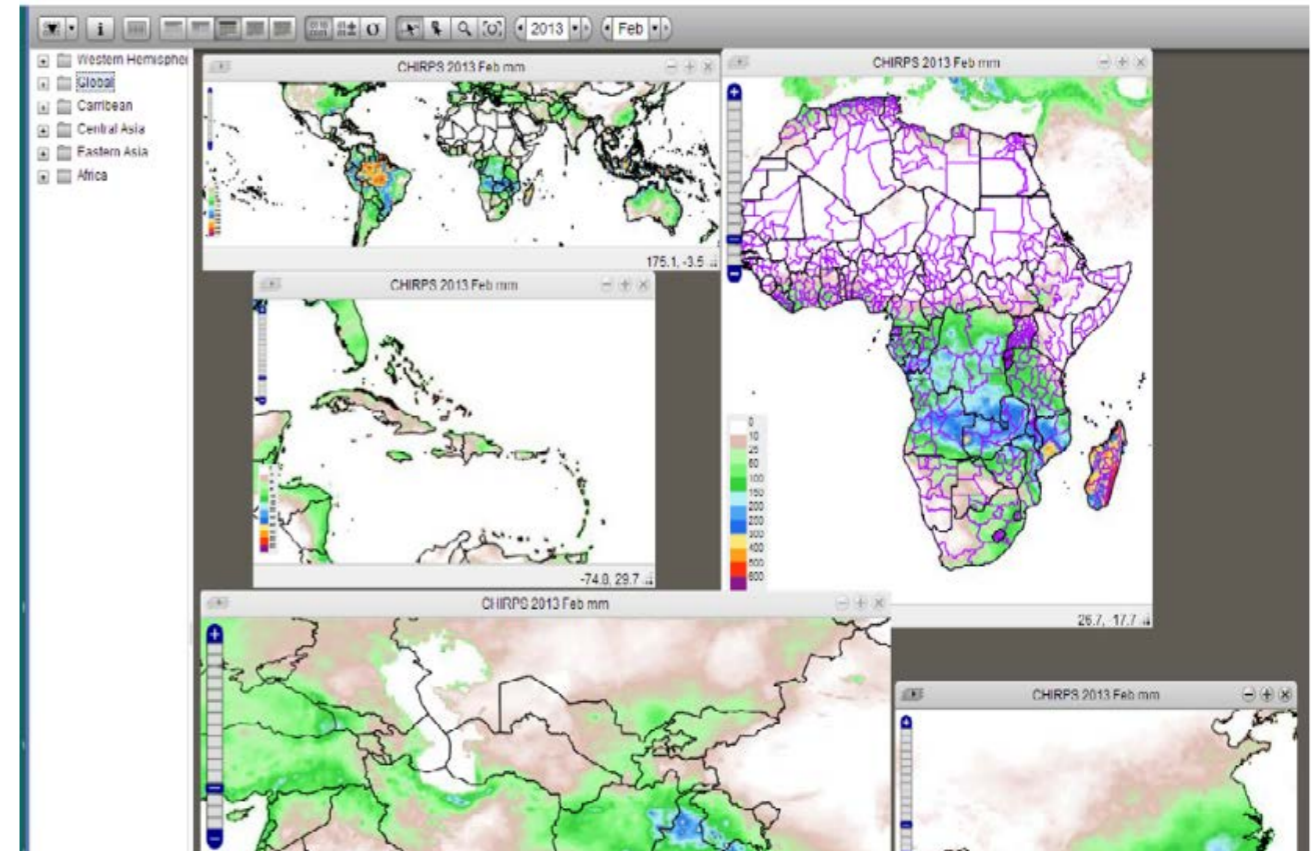 i
σ
2013
Feb
Western Hemisphe
Global
Carribean
Central Asia
Eastern Asia
Africa
CHIRPS 2013 Feb mm
175.1, -3.5
CHIRPS 2013 Feb mm
-74.8, 29.7
CHIRPS 2013 Feb mm
0
10
25
50
100
150
200
300
400
500
600
26.7, -17.7
CHIRPS 2013 Feb mm
CHIRPS 2013 Feb mm